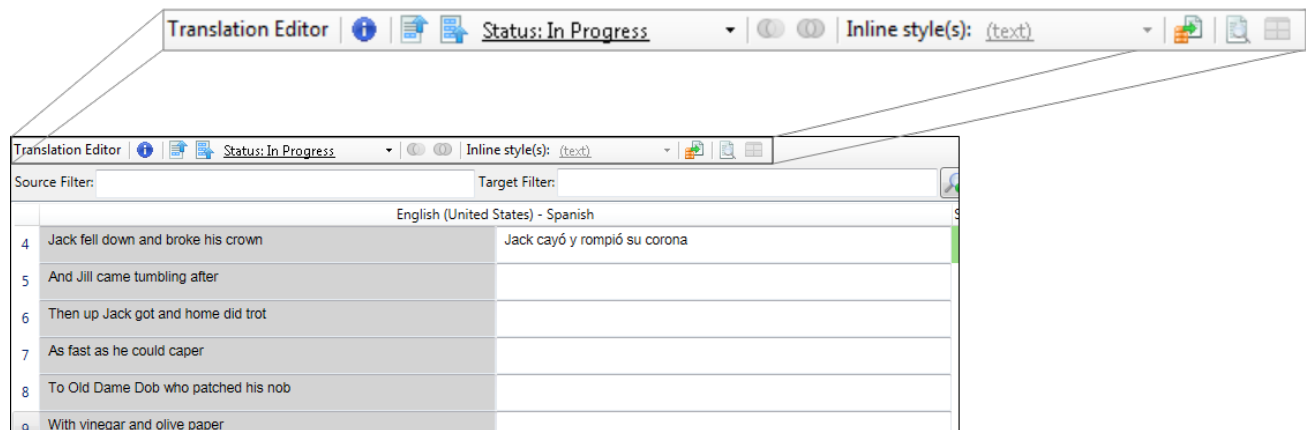 Translation Editor Status: In Progress Inline style(s): (text)
Translation Editor Status: In Progress Inline style(s): (text)
Source Filter: Target Filter:
English (United States) - Spanish
4 Jack fell down and broke his crown Jack cayó y rompió su corona
5 And Jill came tumbling after
6 Then up Jack got and home did trot
7 As fast as he could caper
8 To Old Dame Dob who patched his nob
9 With vinegar and olive paper